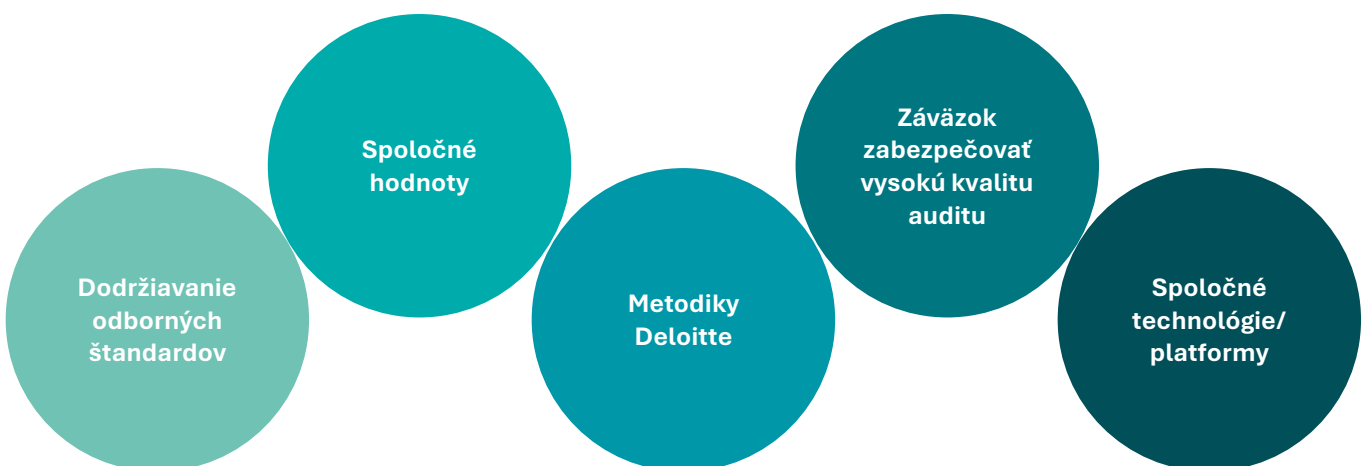 Dodržiavanie
odborných
štandardov
Spoločné
hodnoty
Metodiky
Deloitte
Záväzok
zabezpečovať
vysokú kvalitu
auditu
Spoločné
technológie/
platformy